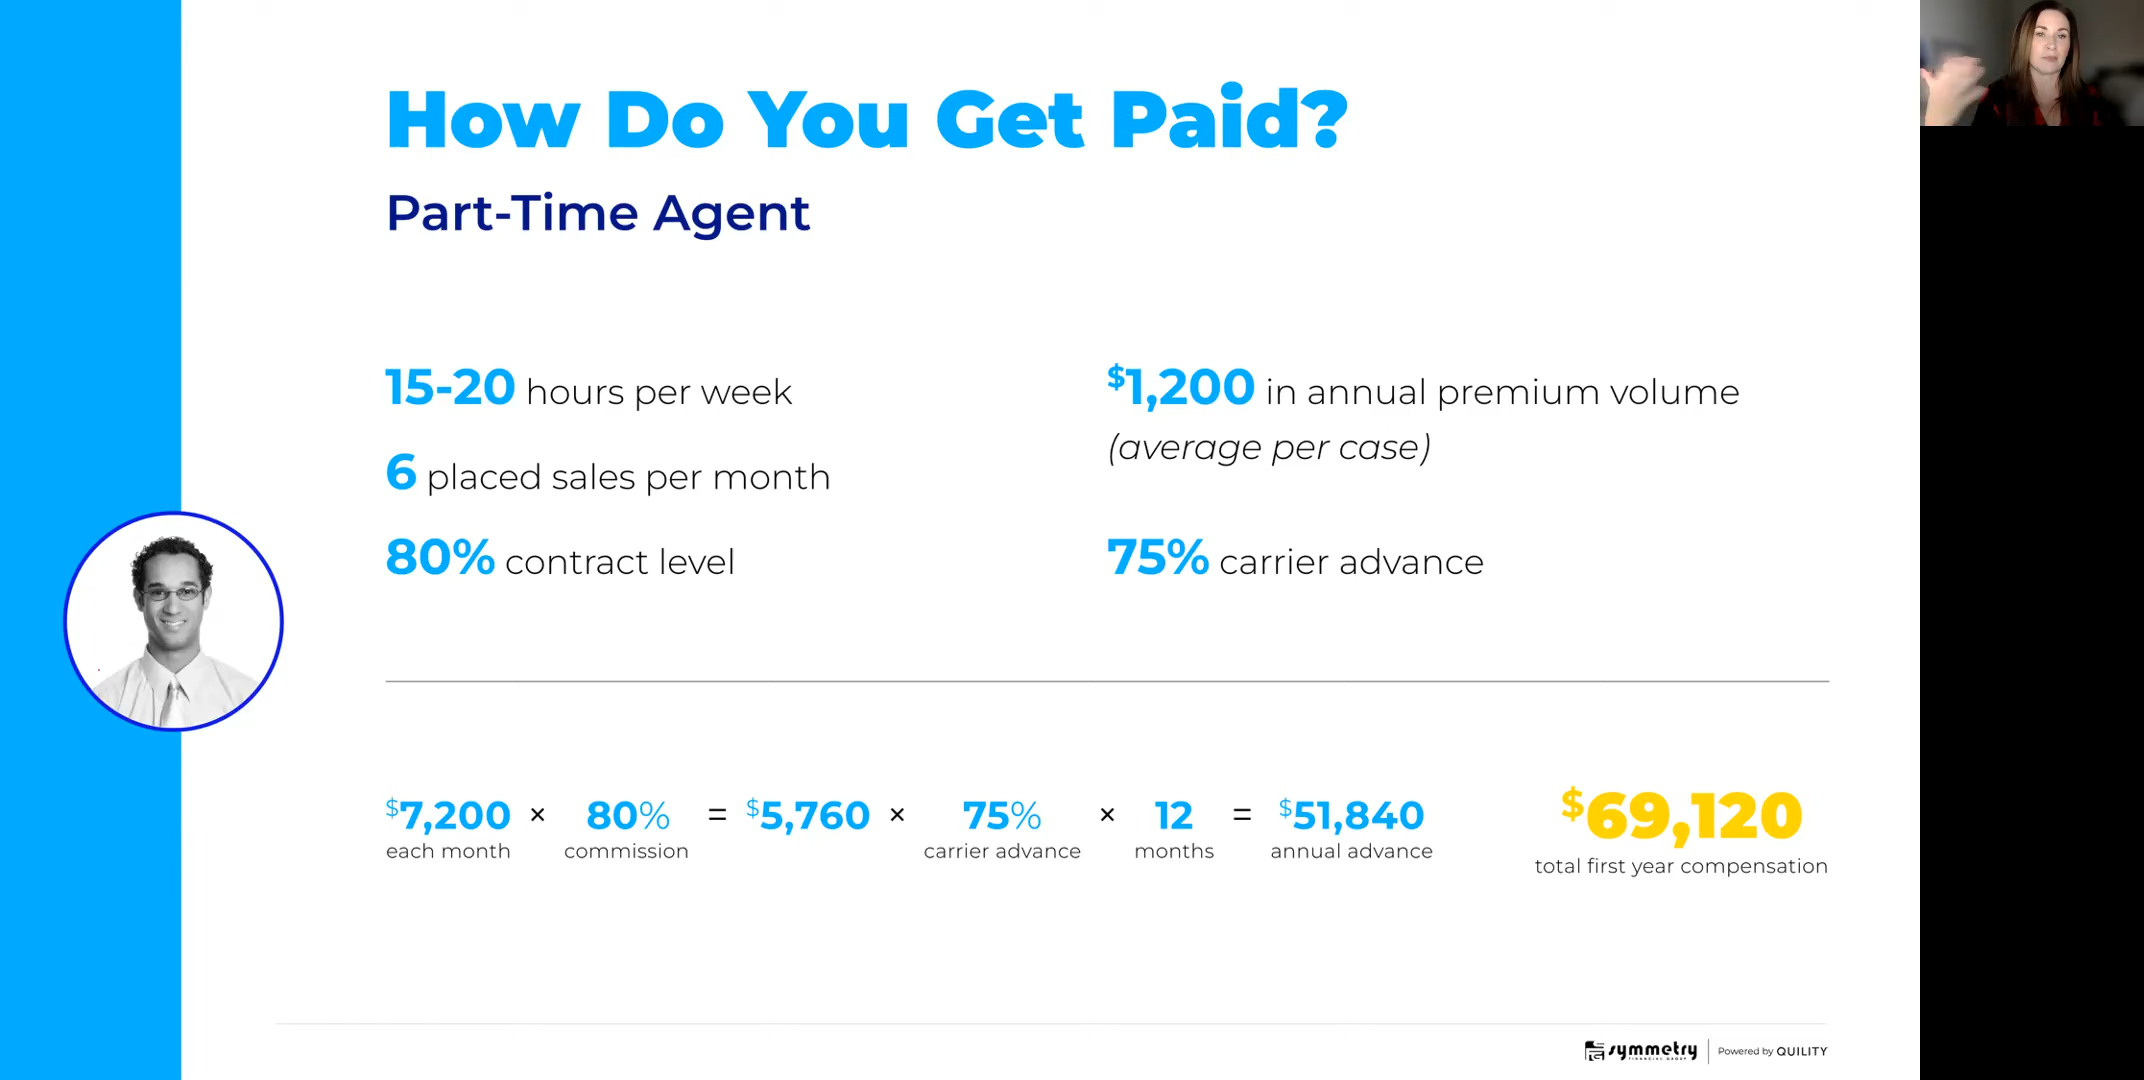 How Do You Get Paid?
Part-Time Agent
15-20 hours per week
6 placed sales per month
80% contract level
$1,200 in annual premium volume
(average per case)
75% carrier advance
$7,200 × 80% = $5,760 × 75% × 12 = $51,840
each month commission carrier advance months annual advance
$69,120
total first year compensation
symmetry
FINANCIAL GROUP
Powered by QUILITY